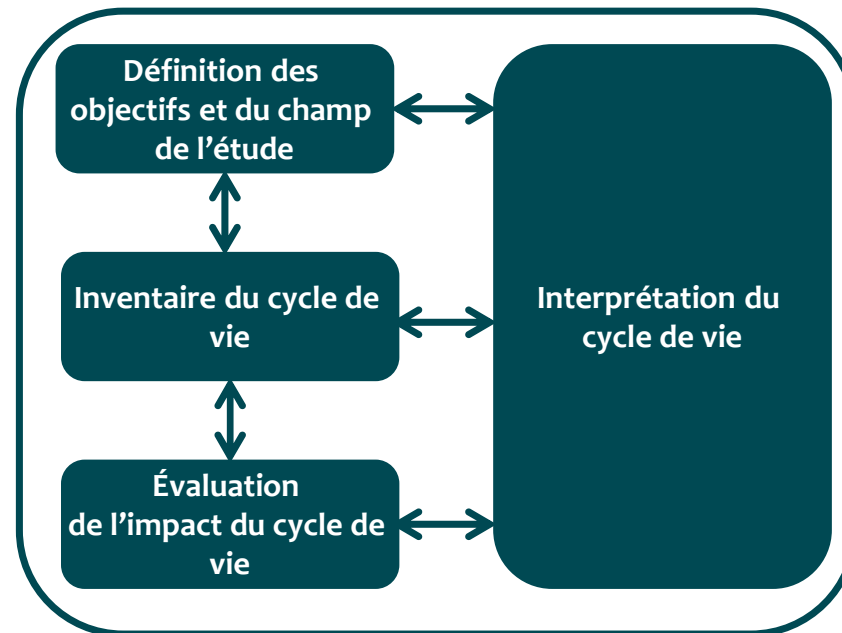 Définition des
objectifs et du champ
de l’étude
Inventaire du cycle de
vie
Évaluation
de l’impact du cycle de
vie
Interprétation du
cycle de vie